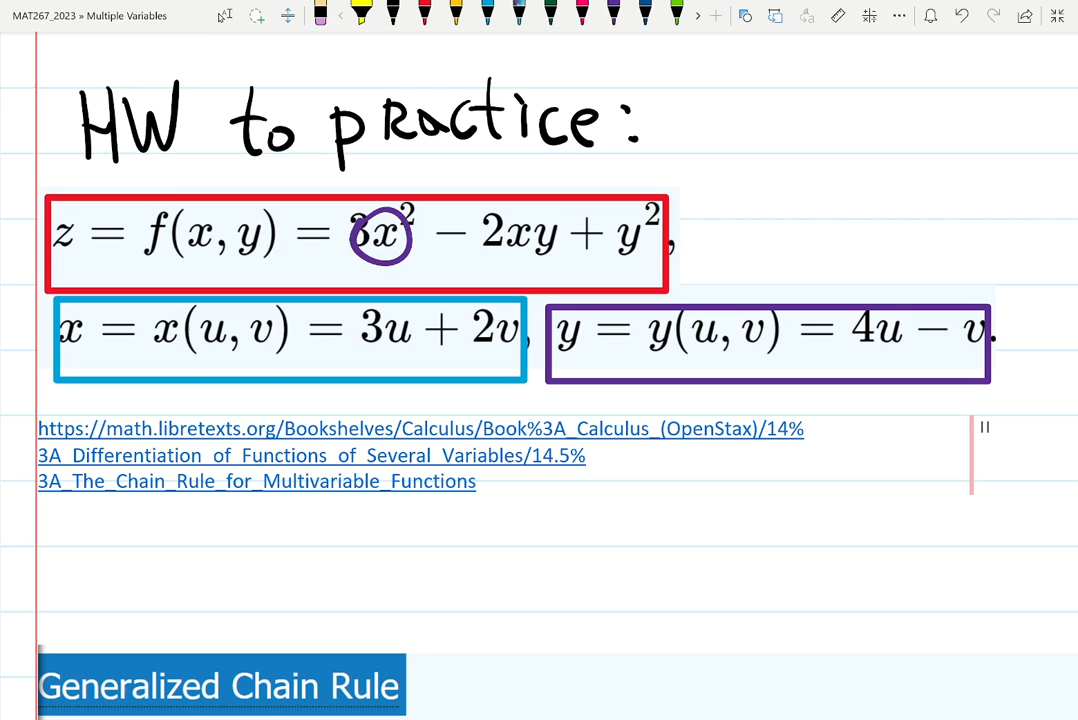 MAT267_2023 » Multiple Variables
HW to practice:
z = f(x, y) = 3x² − 2xy + y²,
x = x(u, v) = 3u + 2v, y = y(u, v) = 4u − v.
https://math.libretexts.org/Bookshelves/Calculus/Book%3A_Calculus_(OpenStax)/14%
3A_Differentiation_of_Functions_of_Several_Variables/14.5%
3A_The_Chain_Rule_for_Multivariable_Functions
Generalized Chain Rule